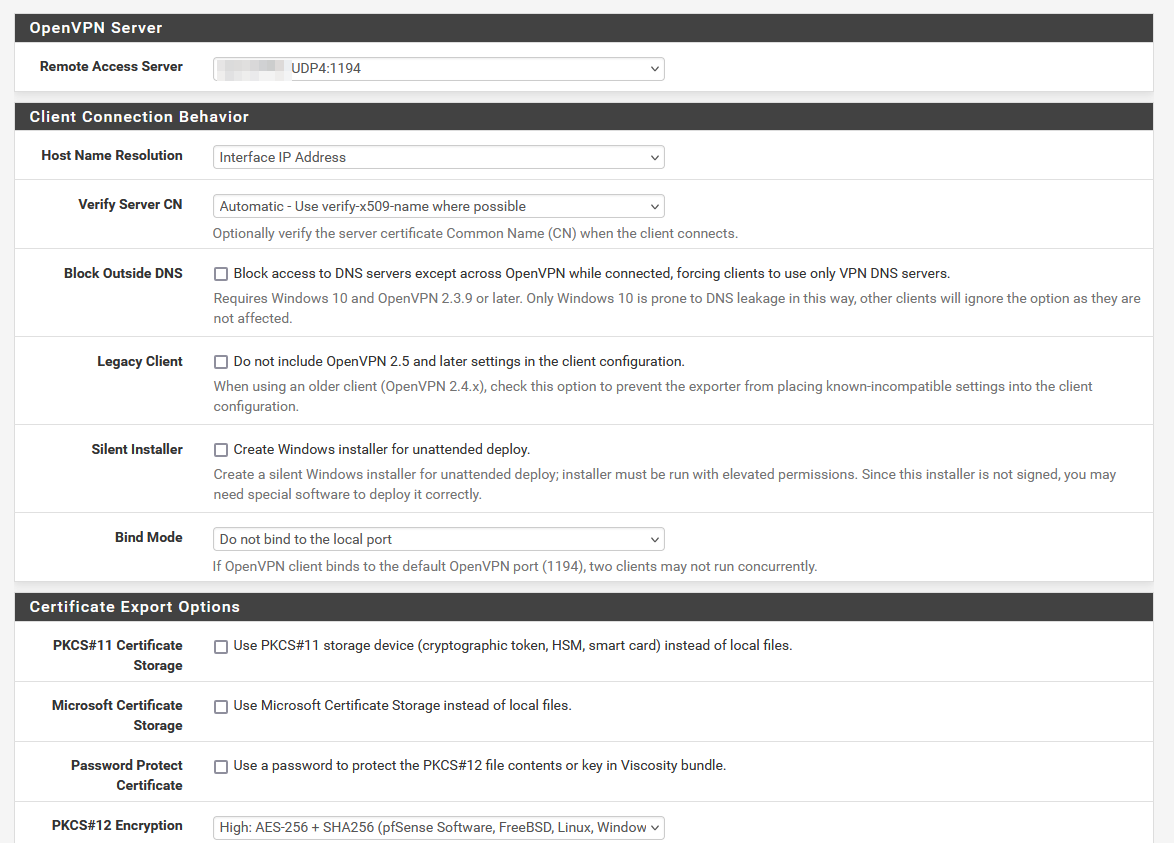 OpenVPN Server
Remote Access Server
UDP4:1194
Client Connection Behavior
Host Name Resolution
Interface IP Address
Verify Server CN
Automatic - Use verify-x509-name where possible
Optionally verify the server certificate Common Name (CN) when the client connects.
Block Outside DNS
Block access to DNS servers except across OpenVPN while connected, forcing clients to use only VPN DNS servers.
Requires Windows 10 and OpenVPN 2.3.9 or later. Only Windows 10 is prone to DNS leakage in this way, other clients will ignore the option as they are
not affected.
Legacy Client
Do not include OpenVPN 2.5 and later settings in the client configuration.
When using an older client (OpenVPN 2.4.x), check this option to prevent the exporter from placing known-incompatible settings into the client
configuration.
Silent Installer
Create Windows installer for unattended deploy.
Create a silent Windows installer for unattended deploy; installer must be run with elevated permissions. Since this installer is not signed, you may
need special software to deploy it correctly.
Bind Mode
Do not bind to the local port
If OpenVPN client binds to the default OpenVPN port (1194), two clients may not run concurrently.
Certificate Export Options
PKCS#11 Certificate
Storage
Use PKCS#11 storage device (cryptographic token, HSM, smart card) instead of local files.
Microsoft Certificate
Storage
Use Microsoft Certificate Storage instead of local files.
Password Protect
Certificate
Use a password to protect the PKCS#12 file contents or key in Viscosity bundle.
PKCS#12 Encryption
High: AES-256 + SHA256 (pfSense Software, FreeBSD, Linux, Window